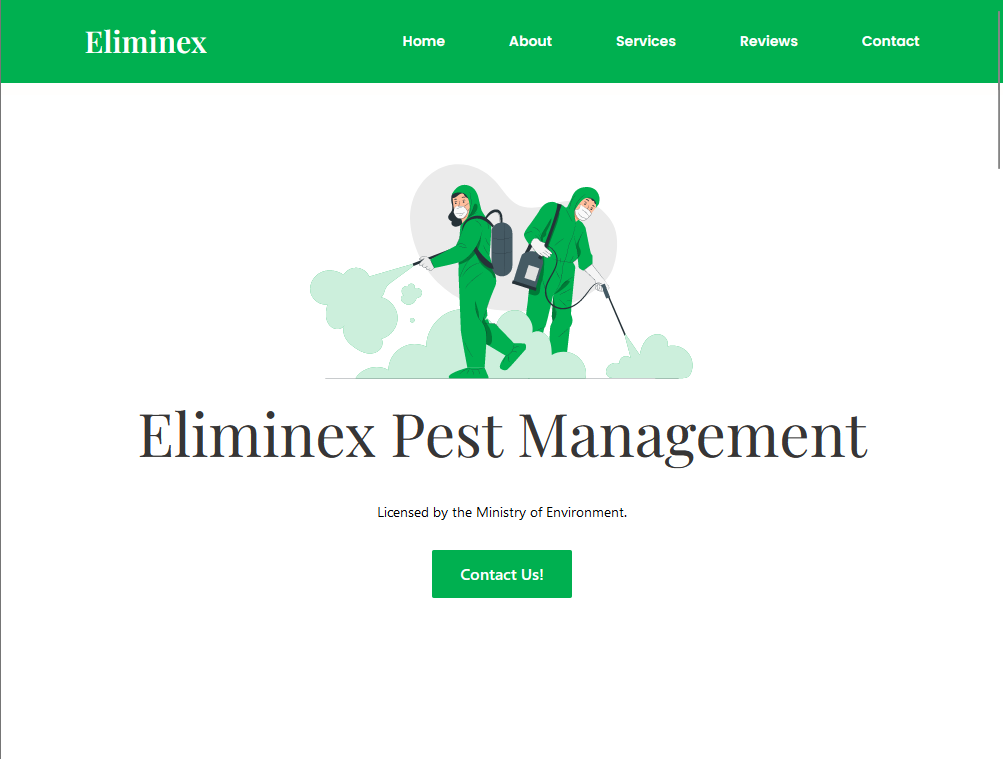 Eliminex
Home About Services Reviews Contact
Eliminex Pest Management
Licensed by the Ministry of Environment.
Contact Us!